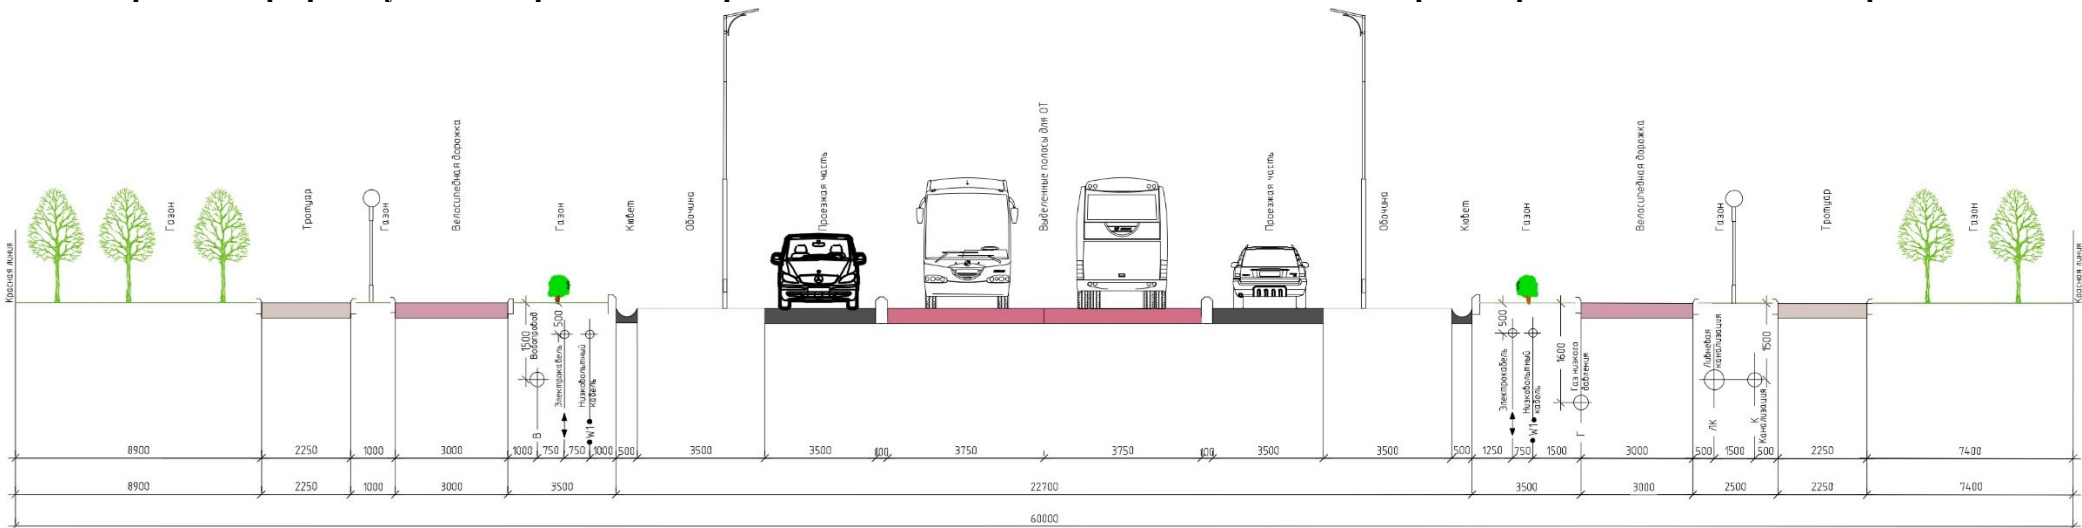 Красная линия
Газон
Тротуар
Газон
Велосипедная дорожка
Газон
Кювет
Обочина
Проезжая часть
Выделенные полосы для ОТ
Проезжая часть
Обочина
Кювет
Газон
Велосипедная дорожка
Газон
Тротуар
Газон
Красная линия
1500
Водопровод
500
Электрокабель
Низковольтный
кабель
В
W1
500
Электрокабель
Низковольтный
кабель
W1
1600
Газ низкого
давления
Г
Ливневая
канализация
ЛК
1500
К
Канализация
8900 2250 1000 3000 1000 750 750 1000 500 3500 3500 3750 3750 3500 3500 500 1250 750 1500 3000 500 1500 500 2250 7400
8900 2250 1000 3000 3500 22700 3500 3000 2500 2250 7400
60000